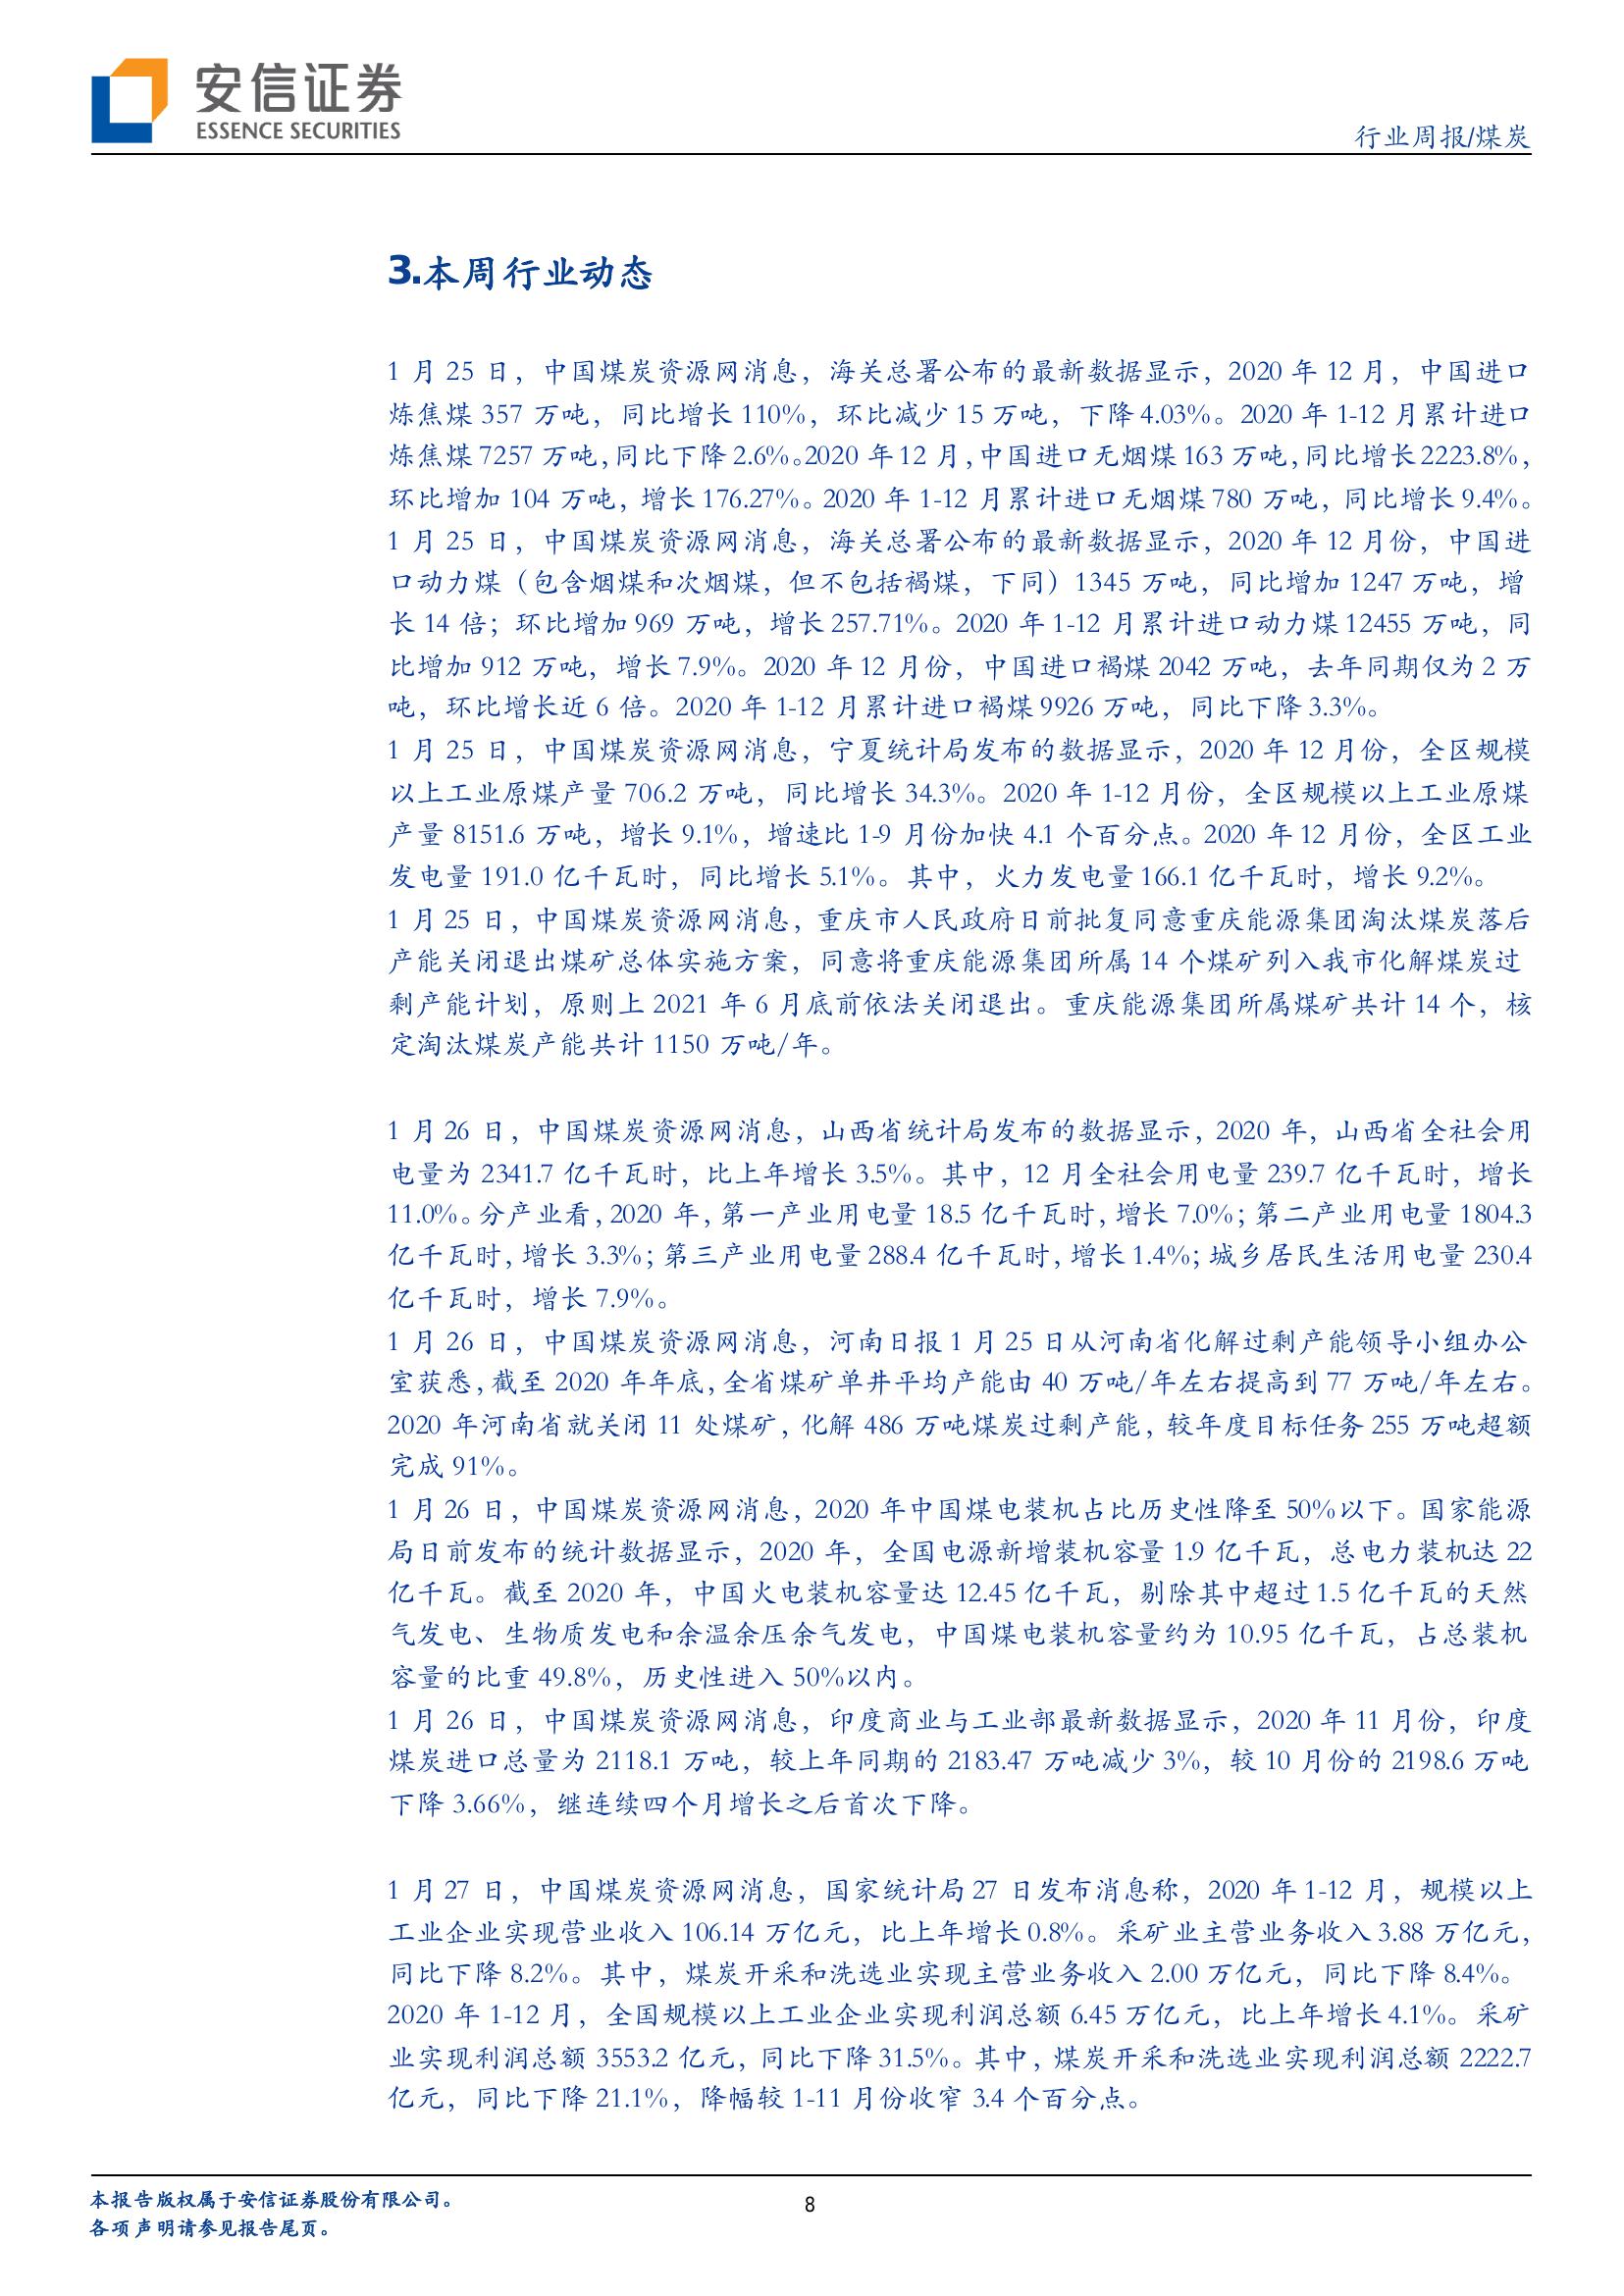 安信证券
ESSENCE SECURITIES
行业周报/煤炭
3.本周行业动态
1 月 25 日，中国煤炭资源网消息，海关总署公布的最新数据显示，2020 年 12 月，中国进口
炼焦煤 357 万吨，同比增长 110%，环比减少 15 万吨，下降 4.03%。2020 年 1-12 月累计进口
炼焦煤 7257 万吨，同比下降 2.6%。2020 年 12 月，中国进口无烟煤 163 万吨，同比增长 2223.8%，
环比增加 104 万吨，增长 176.27%。2020 年 1-12 月累计进口无烟煤 780 万吨，同比增长 9.4%。
1 月 25 日，中国煤炭资源网消息，海关总署公布的最新数据显示，2020 年 12 月份，中国进
口动力煤（包含烟煤和次烟煤，但不包括褐煤，下同）1345 万吨，同比增加 1247 万吨，增
长 14 倍；环比增加 969 万吨，增长 257.71%。2020 年 1-12 月累计进口动力煤 12455 万吨，同
比增加 912 万吨，增长 7.9%。2020 年 12 月份，中国进口褐煤 2042 万吨，去年同期仅为 2 万
吨，环比增长近 6 倍。2020 年 1-12 月累计进口褐煤 9926 万吨，同比下降 3.3%。
1 月 25 日，中国煤炭资源网消息，宁夏统计局发布的数据显示，2020 年 12 月份，全区规模
以上工业原煤产量 706.2 万吨，同比增长 34.3%。2020 年 1-12 月份，全区规模以上工业原煤
产量 8151.6 万吨，增长 9.1%，增速比 1-9 月份加快 4.1 个百分点。2020 年 12 月份，全区工业
发电量 191.0 亿千瓦时，同比增长 5.1%。其中，火力发电量 166.1 亿千瓦时，增长 9.2%。
1 月 25 日，中国煤炭资源网消息，重庆市人民政府日前批复同意重庆能源集团淘汰煤炭落后
产能关闭退出煤矿总体实施方案，同意将重庆能源集团所属 14 个煤矿列入我市化解煤炭过
剩产能计划，原则上 2021 年 6 月底前依法关闭退出。重庆能源集团所属煤矿共计 14 个，核
定淘汰煤炭产能共计 1150 万吨/年。
1 月 26 日，中国煤炭资源网消息，山西省统计局发布的数据显示，2020 年，山西省全社会用
电量为 2341.7 亿千瓦时，比上年增长 3.5%。其中，12 月全社会用电量 239.7 亿千瓦时，增长
11.0%。分产业看，2020 年，第一产业用电量 18.5 亿千瓦时，增长 7.0%；第二产业用电量 1804.3
亿千瓦时，增长 3.3%；第三产业用电量 288.4 亿千瓦时，增长 1.4%；城乡居民生活用电量 230.4
亿千瓦时，增长 7.9%。
1 月 26 日，中国煤炭资源网消息，河南日报 1 月 25 日从河南省化解过剩产能领导小组办公
室获悉，截至 2020 年年底，全省煤矿单井平均产能由 40 万吨/年左右提高到 77 万吨/年左右。
2020 年河南省就关闭 11 处煤矿，化解 486 万吨煤炭过剩产能，较年度目标任务 255 万吨超额
完成 91%。
1 月 26 日，中国煤炭资源网消息，2020 年中国煤电装机占比历史性降至 50%以下。国家能源
局日前发布的统计数据显示，2020 年，全国电源新增装机容量 1.9 亿千瓦，总电力装机达 22
亿千瓦。截至 2020 年，中国火电装机容量达 12.45 亿千瓦，剔除其中超过 1.5 亿千瓦的天然
气发电、生物质发电和余温余压余气发电，中国煤电装机容量约为 10.95 亿千瓦，占总装机
容量的比重 49.8%，历史性进入 50%以内。
1 月 26 日，中国煤炭资源网消息，印度商业与工业部最新数据显示，2020 年 11 月份，印度
煤炭进口总量为 2118.1 万吨，较上年同期的 2183.47 万吨减少 3%，较 10 月份的 2198.6 万吨
下降 3.66%，继连续四个月增长之后首次下降。
1 月 27 日，中国煤炭资源网消息，国家统计局 27 日发布消息称，2020 年 1-12 月，规模以上
工业企业实现营业收入 106.14 万亿元，比上年增长 0.8%。采矿业主营业务收入 3.88 万亿元，
同比下降 8.2%。其中，煤炭开采和洗选业实现主营业务收入 2.00 万亿元，同比下降 8.4%。
2020 年 1-12 月，全国规模以上工业企业实现利润总额 6.45 万亿元，比上年增长 4.1%。采矿
业实现利润总额 3553.2 亿元，同比下降 31.5%。其中，煤炭开采和洗选业实现利润总额 2222.7
亿元，同比下降 21.1%，降幅较 1-11 月份收窄 3.4 个百分点。
本报告版权属于安信证券股份有限公司。
各项声明请参见报告尾页。
8